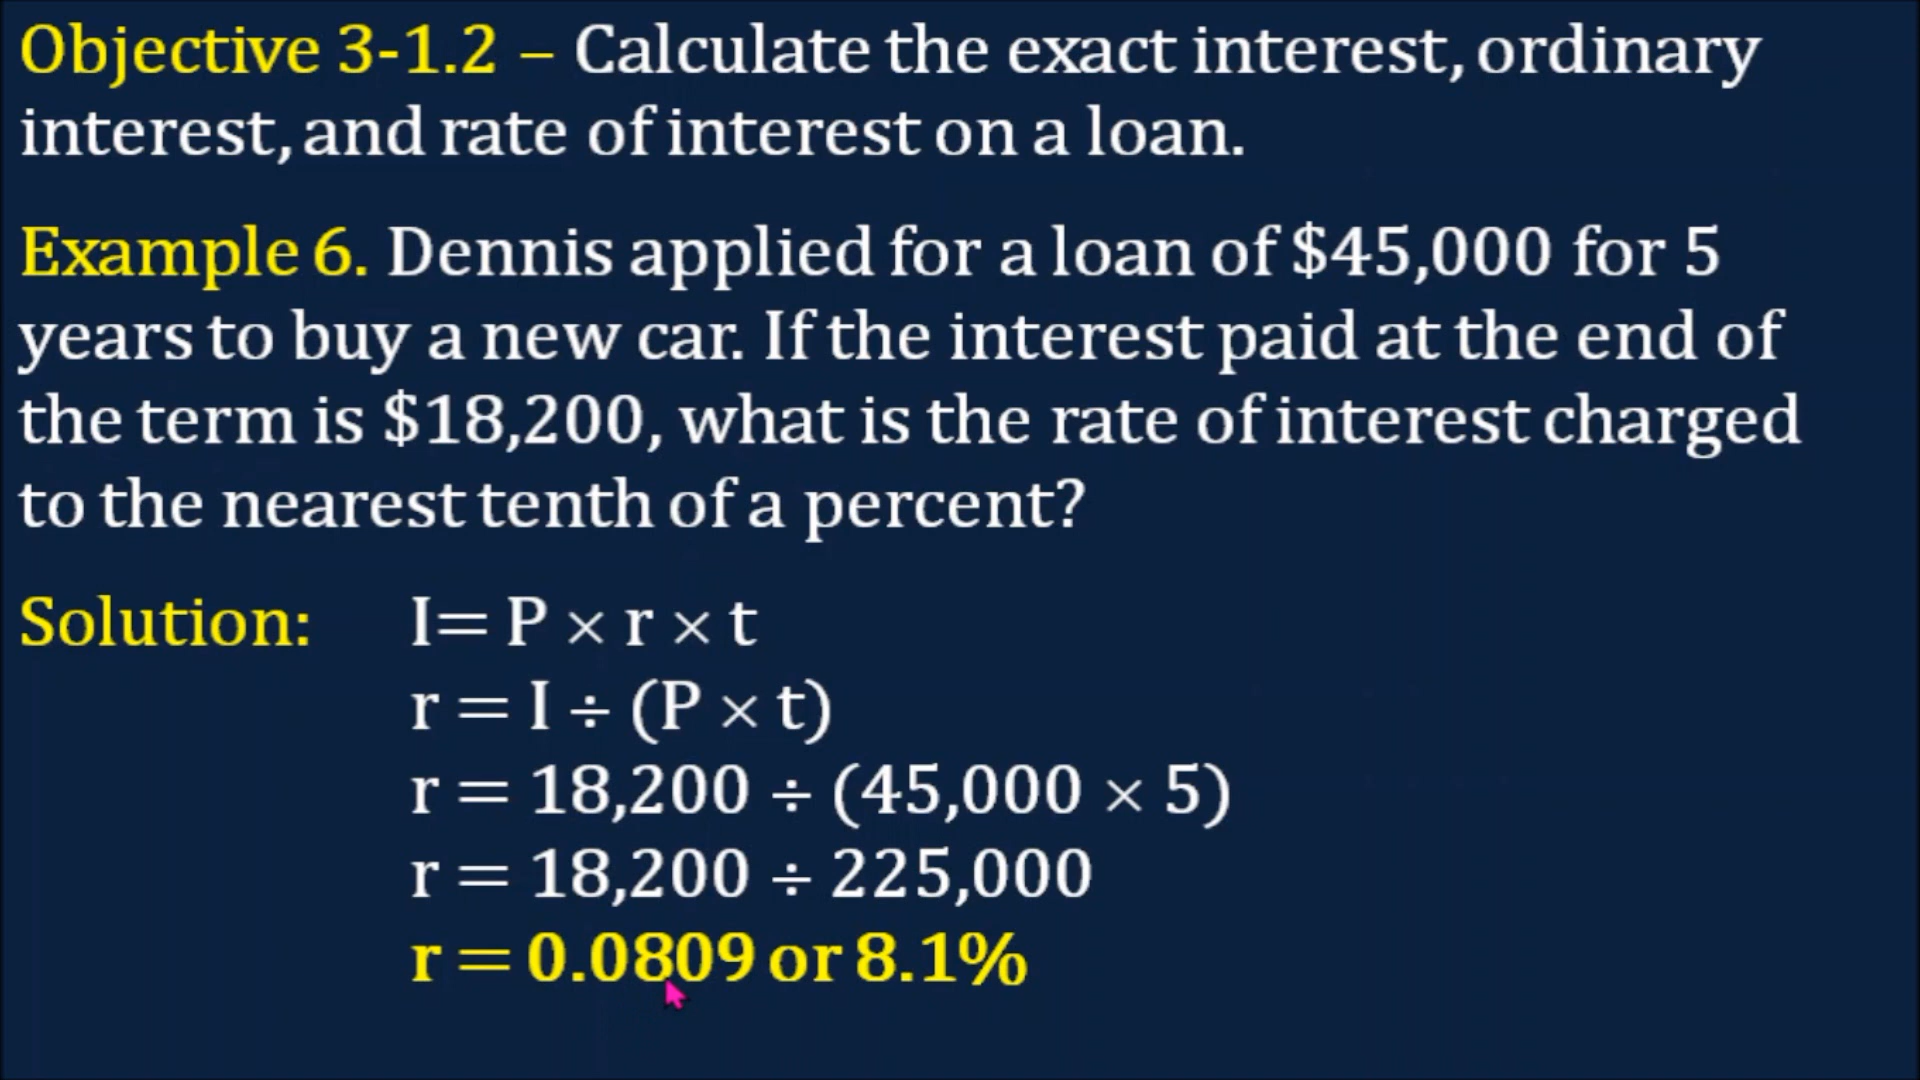 Objective 3-1.2 – Calculate the exact interest, ordinary
interest, and rate of interest on a loan.
Example 6. Dennis applied for a loan of $45,000 for 5
years to buy a new car. If the interest paid at the end of
the term is $18,200, what is the rate of interest charged
to the nearest tenth of a percent?
Solution: I= P × r × t
r = I ÷ (P × t)
r = 18,200 ÷ (45,000 × 5)
r = 18,200 ÷ 225,000
r = 0.0809 or 8.1%